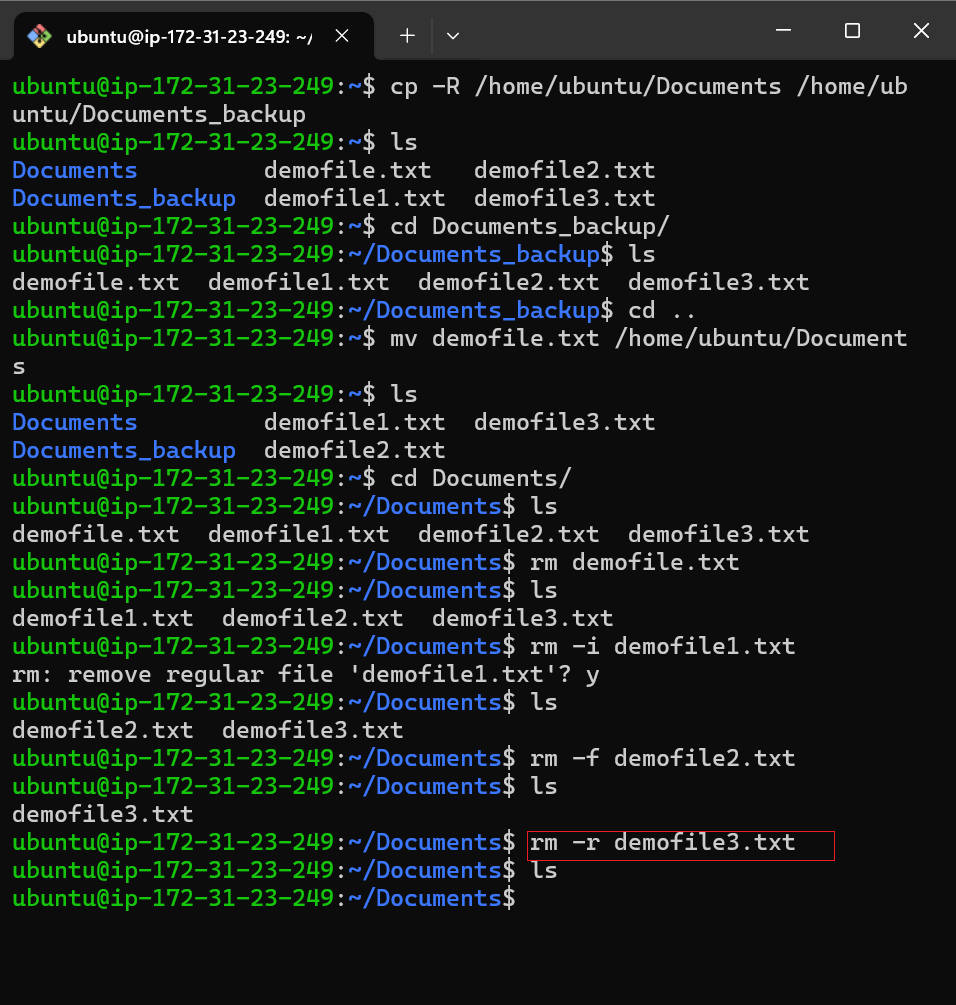 ubuntu@ip-172-31-23-249: ~/
ubuntu@ip-172-31-23-249:~$ cp -R /home/ubuntu/Documents /home/ub
untu/Documents_backup
ubuntu@ip-172-31-23-249:~$ ls
Documents         demofile.txt   demofile2.txt
Documents_backup  demofile1.txt  demofile3.txt
ubuntu@ip-172-31-23-249:~$ cd Documents_backup/
ubuntu@ip-172-31-23-249:~/Documents_backup$ ls
demofile.txt  demofile1.txt  demofile2.txt  demofile3.txt
ubuntu@ip-172-31-23-249:~/Documents_backup$ cd ..
ubuntu@ip-172-31-23-249:~$ mv demofile.txt /home/ubuntu/Document
s
ubuntu@ip-172-31-23-249:~$ ls
Documents         demofile1.txt  demofile3.txt
Documents_backup  demofile2.txt
ubuntu@ip-172-31-23-249:~$ cd Documents/
ubuntu@ip-172-31-23-249:~/Documents$ ls
demofile.txt  demofile1.txt  demofile2.txt  demofile3.txt
ubuntu@ip-172-31-23-249:~/Documents$ rm demofile.txt
ubuntu@ip-172-31-23-249:~/Documents$ ls
demofile1.txt  demofile2.txt  demofile3.txt
ubuntu@ip-172-31-23-249:~/Documents$ rm -i demofile1.txt
rm: remove regular file 'demofile1.txt'? y
ubuntu@ip-172-31-23-249:~/Documents$ ls
demofile2.txt  demofile3.txt
ubuntu@ip-172-31-23-249:~/Documents$ rm -f demofile2.txt
ubuntu@ip-172-31-23-249:~/Documents$ ls
demofile3.txt
ubuntu@ip-172-31-23-249:~/Documents$ rm -r demofile3.txt
ubuntu@ip-172-31-23-249:~/Documents$ ls
ubuntu@ip-172-31-23-249:~/Documents$